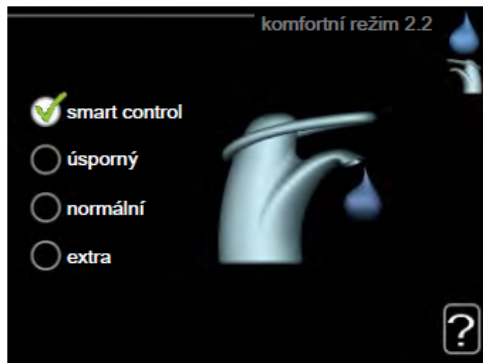 komfortní režim 2.2
smart control
úsporný
normální
extra
?